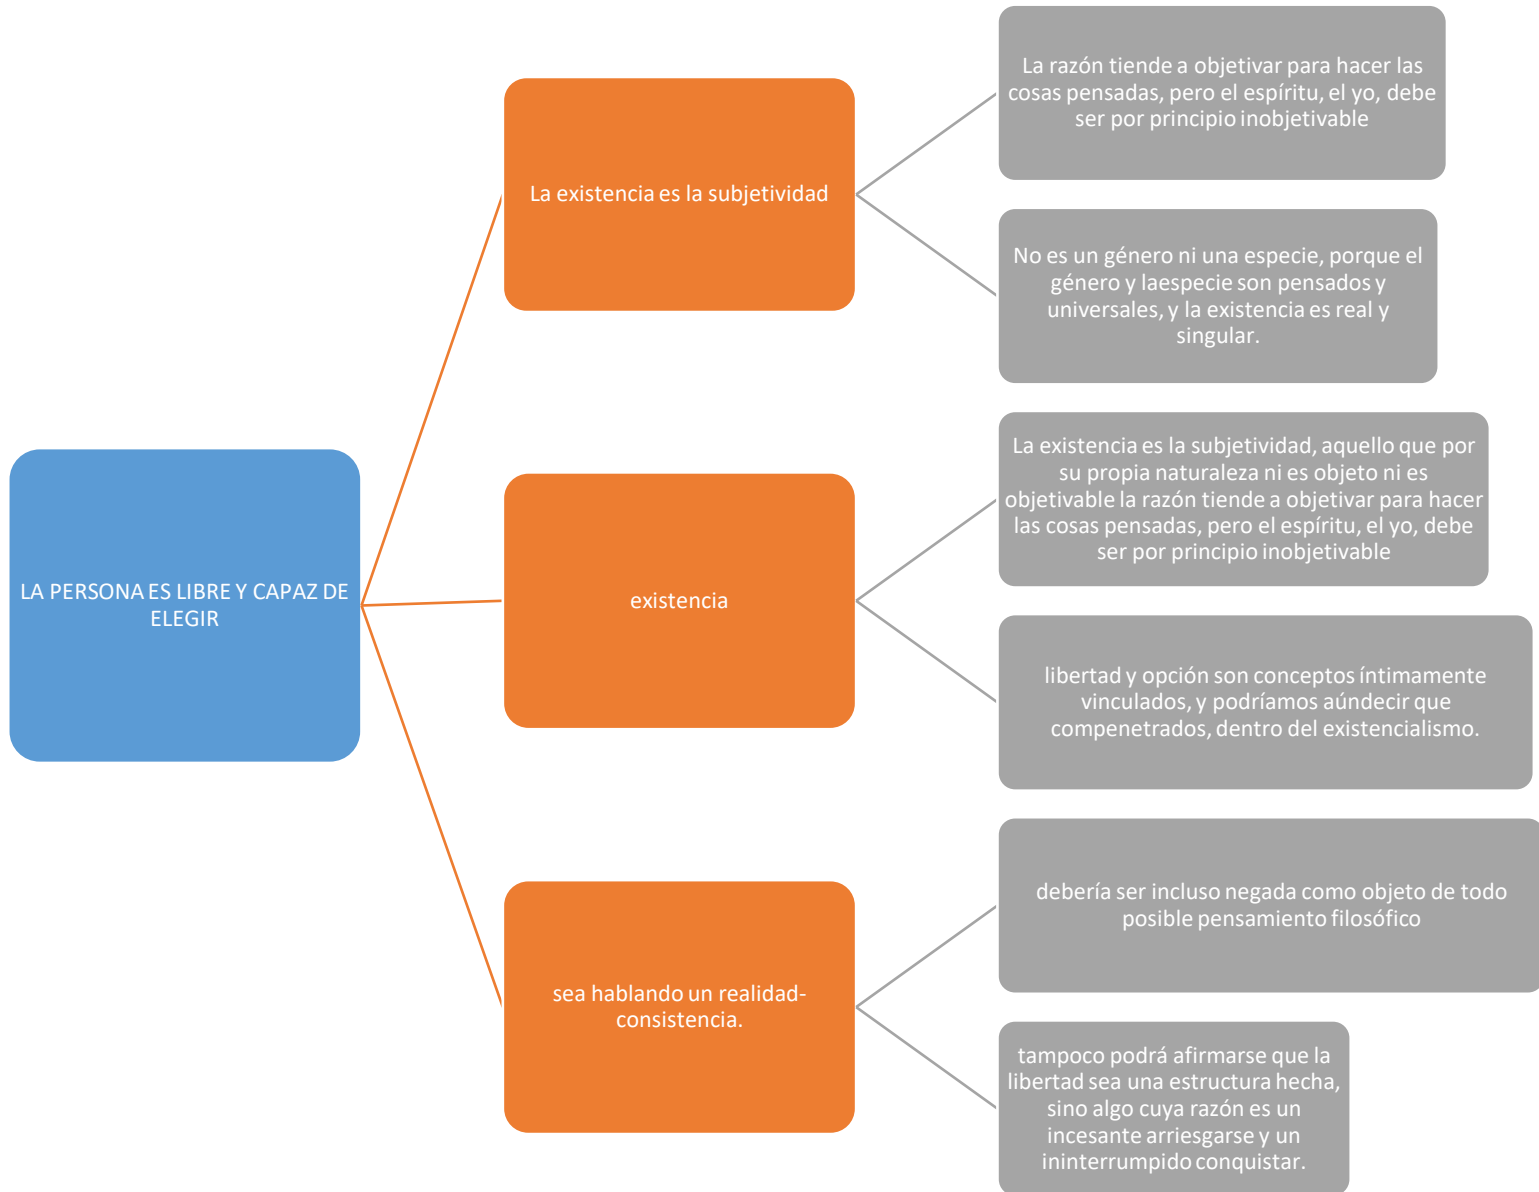 LA PERSONA ES LIBRE Y CAPAZ DE
ELEGIR
La existencia es la subjetividad
La razón tiende a objetivar para hacer las
cosas pensadas, pero el espíritu, el yo, debe
ser por principio inobjetivable
No es un género ni una especie, porque el
género y laespecie son pensados y
universales, y la existencia es real y
singular.
existencia
La existencia es la subjetividad, aquello que por
su propia naturaleza ni es objeto ni es
objetivable la razón tiende a objetivar para hacer
las cosas pensadas, pero el espíritu, el yo, debe
ser por principio inobjetivable
libertad y opción son conceptos íntimamente
vinculados, y podríamos aúndecir que
compenetrados, dentro del existencialismo.
sea hablando un realidad-
consistencia.
debería ser incluso negada como objeto de todo
posible pensamiento filosófico
tampoco podrá afirmarse que la
libertad sea una estructura hecha,
sino algo cuya razón es un
incesante arriesgarse y un
ininterrumpido conquistar.